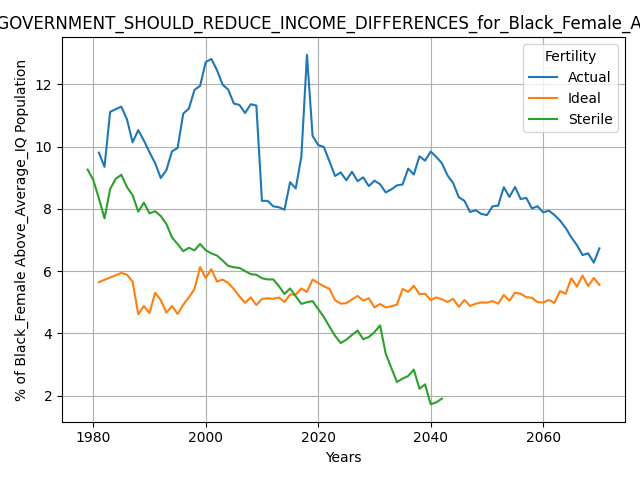 GOVERNMENT_SHOULD_REDUCE_INCOME_DIFFERENCES_for_Black_Female_A
% of Black_Female Above_Average_IQ Population
12
10
8
6
4
2
1980
2000
2020
2040
2060
Years
Fertility
Actual
Ideal
Sterile